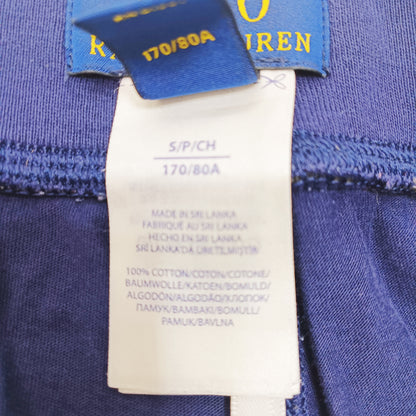 170/80A
S/P/CH
170/80A
MADE IN SRI LANKA
FABRIQUÉ AU SRI LANKA
HECHO EN SRI LANKA
SRİ LANKA'DA ÜRETİLMİŞTİR
100% COTTON/COTON/COTONE/
BAUMWOLLE/KATOEN/BOMULD/
ALGODÓN/ALGODÃO/ХЛОПОК/
ПАМУК/BAMBAKI/BOMULL/
PAMUK/BAVLNA